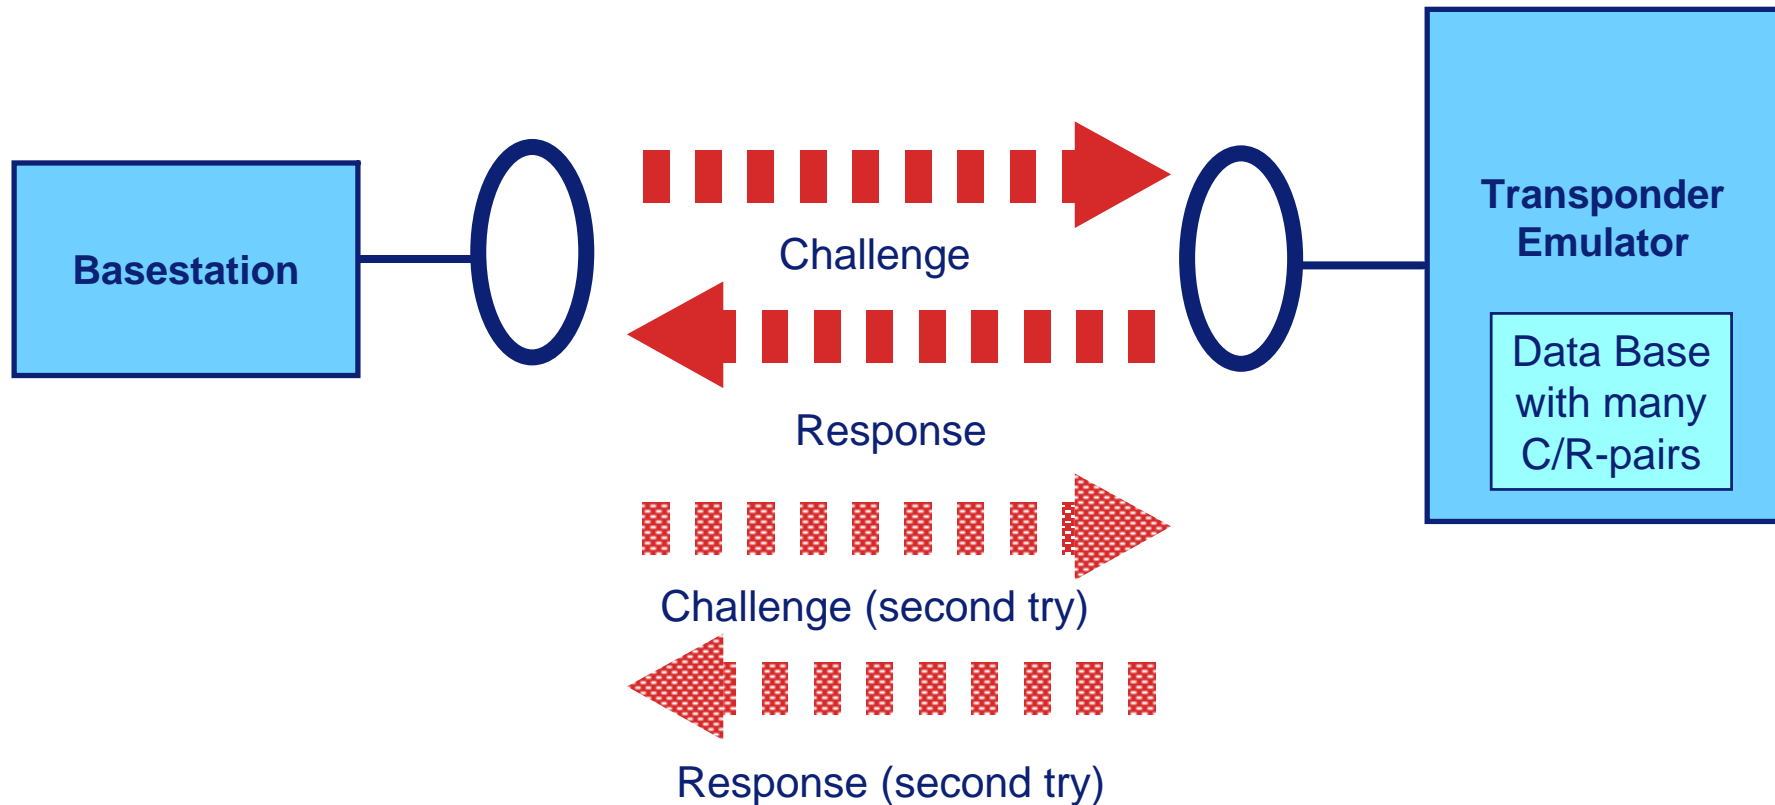 Basestation
Challenge
Response
Challenge (second try)
Response (second try)
Transponder
Emulator
Data Base
with many
C/R-pairs